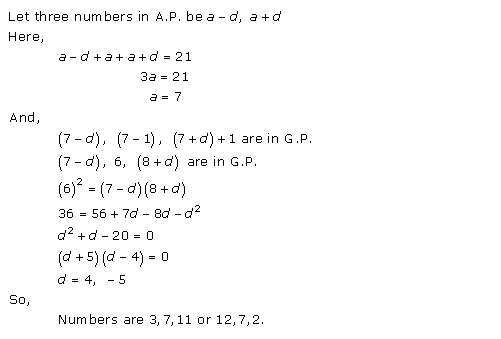 Let three numbers in A.P. be a – d, a + d
Here,
a – d + a + a + d = 21
3a = 21
a = 7
And,
(7 – d), (7 – 1), (7 + d) + 1 are in G.P.
(7 – d), 6, (8 + d) are in G.P.
(6)² = (7 – d)(8 + d)
36 = 56 + 7d – 8d – d²
d² + d – 20 = 0
(d + 5)(d – 4) = 0
d = 4, – 5
So,
Numbers are 3, 7, 11 or 12, 7, 2.